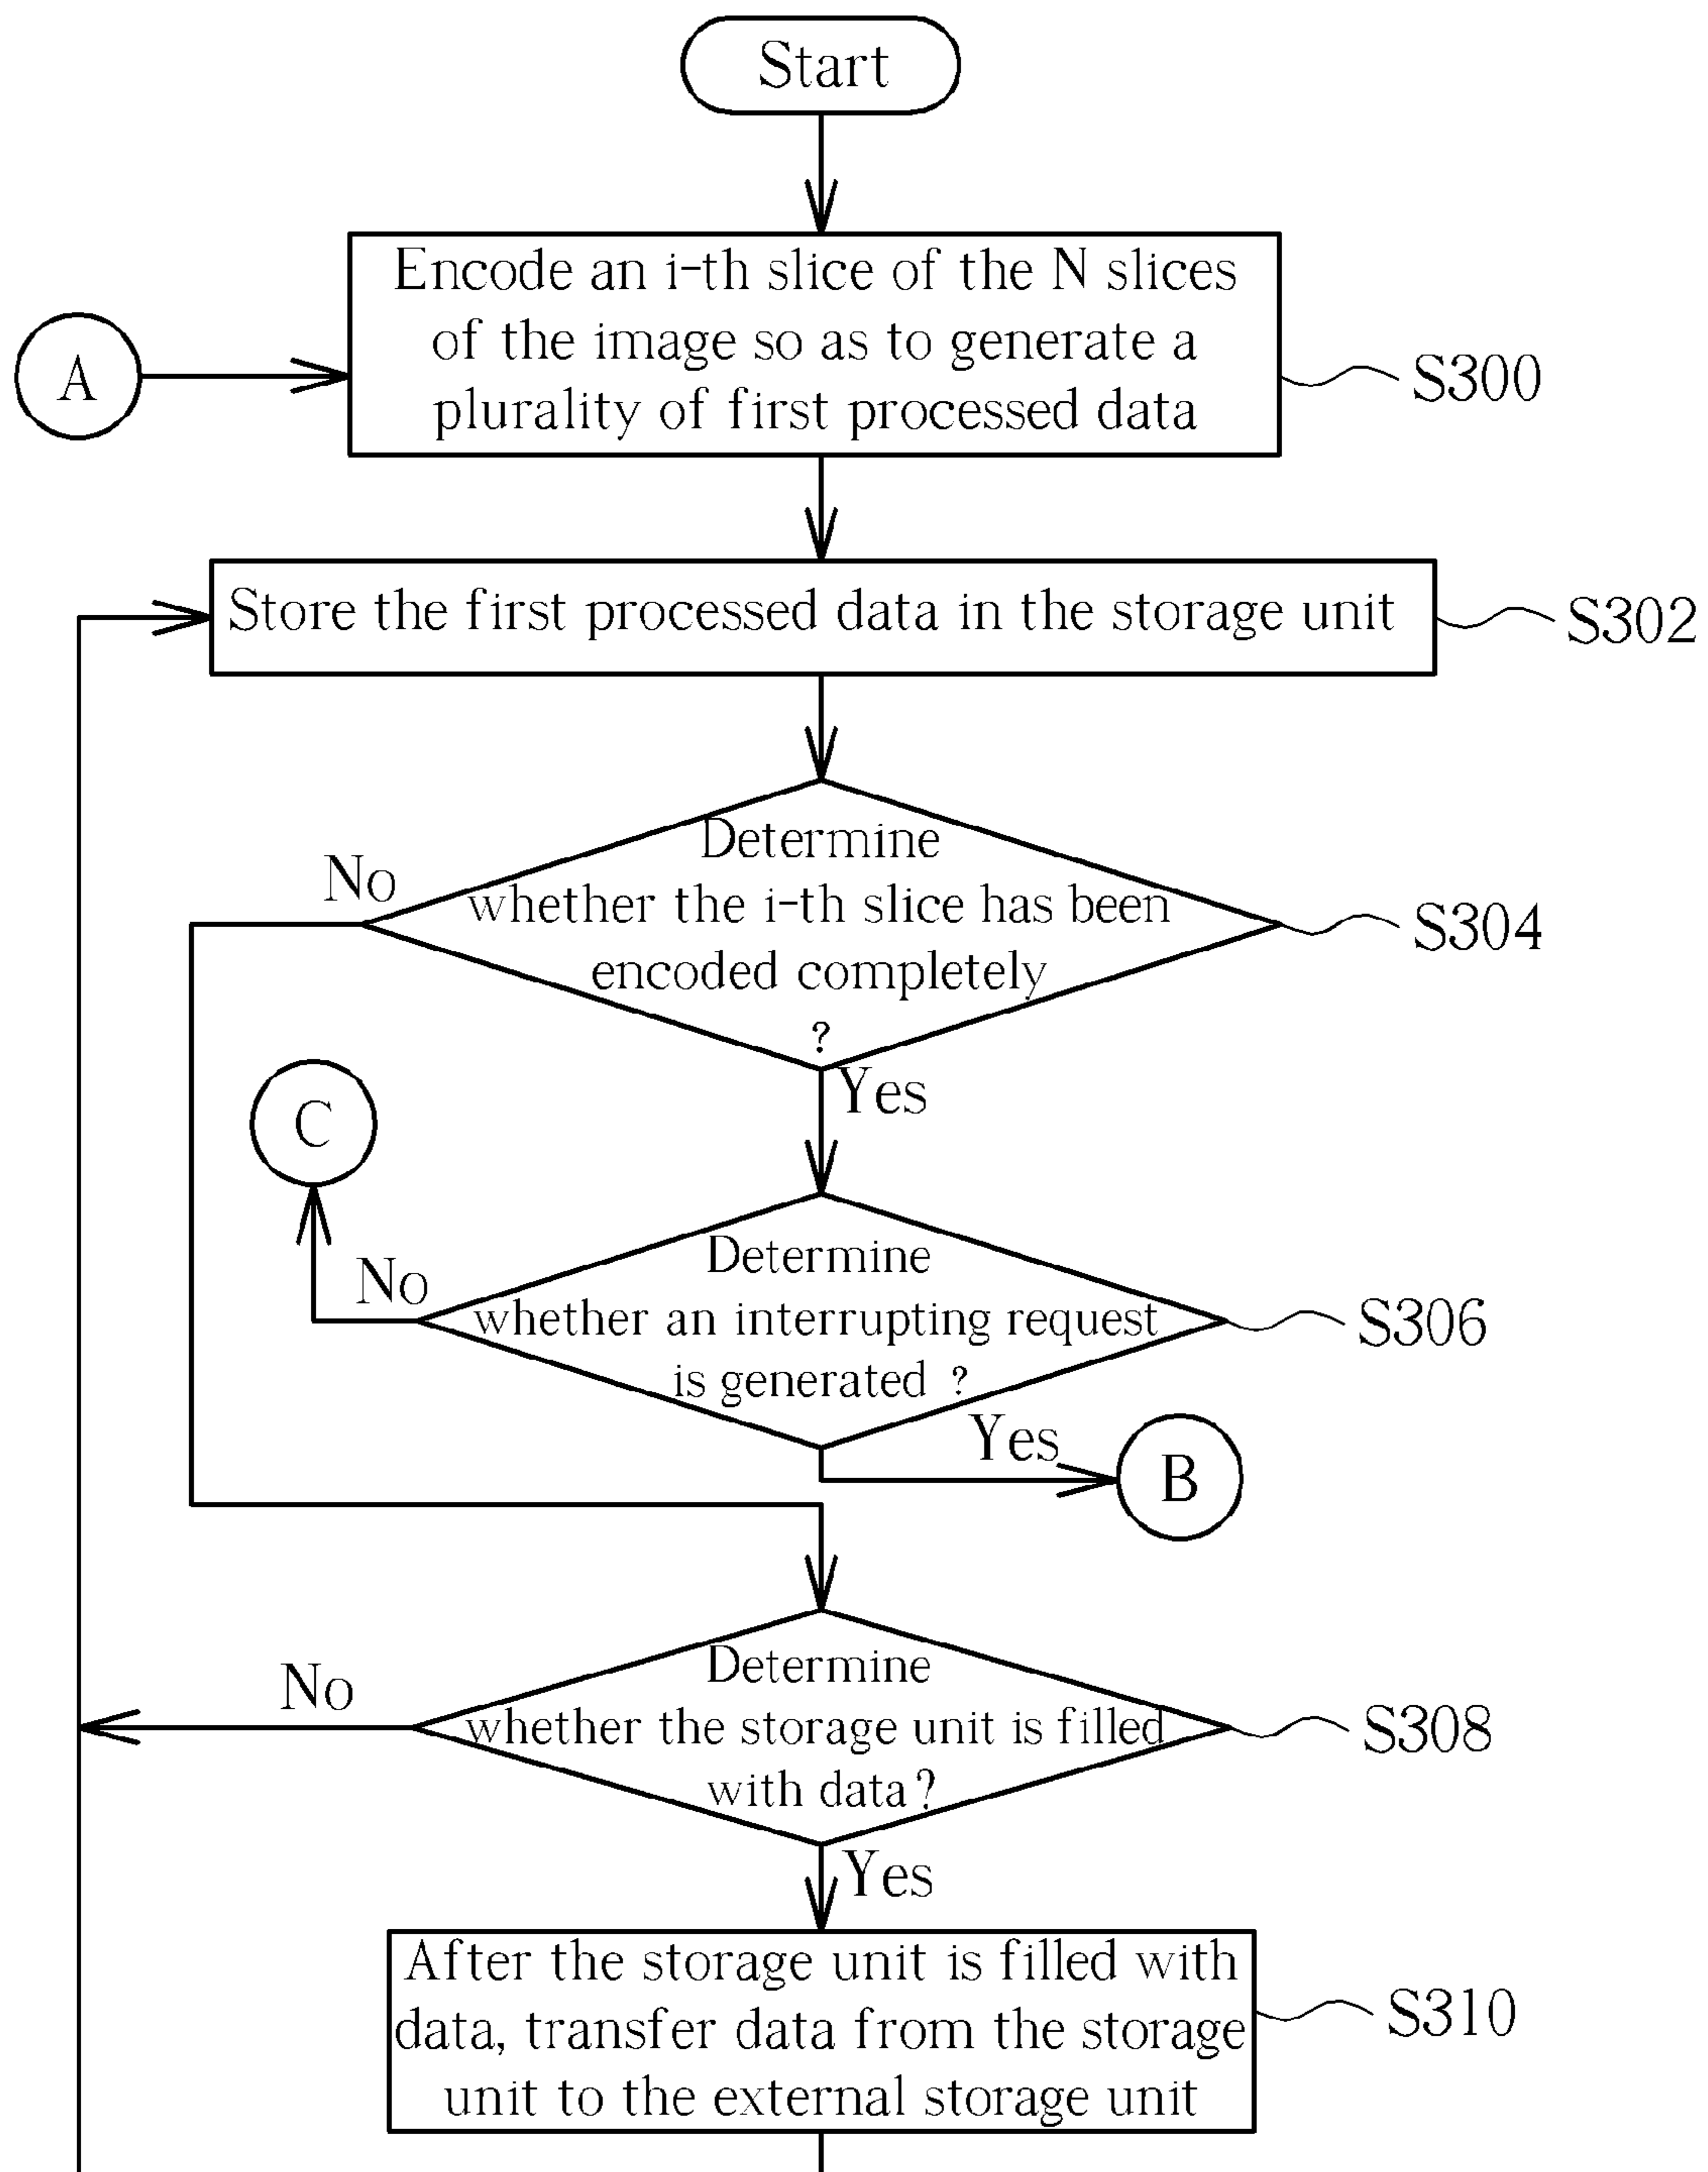 Start
Encode an i-th slice of the N slices
of the image so as to generate a
plurality of first processed data
A
S300
Store the first processed data in the storage unit
S302
Determine
whether the i-th slice has been
encoded completely
?
No
S304
Yes
C
Determine
whether an interrupting request
is generated ?
No
S306
Yes
B
Determine
whether the storage unit is filled
with data?
No
S308
Yes
After the storage unit is filled with
data, transfer data from the storage
unit to the external storage unit
S310